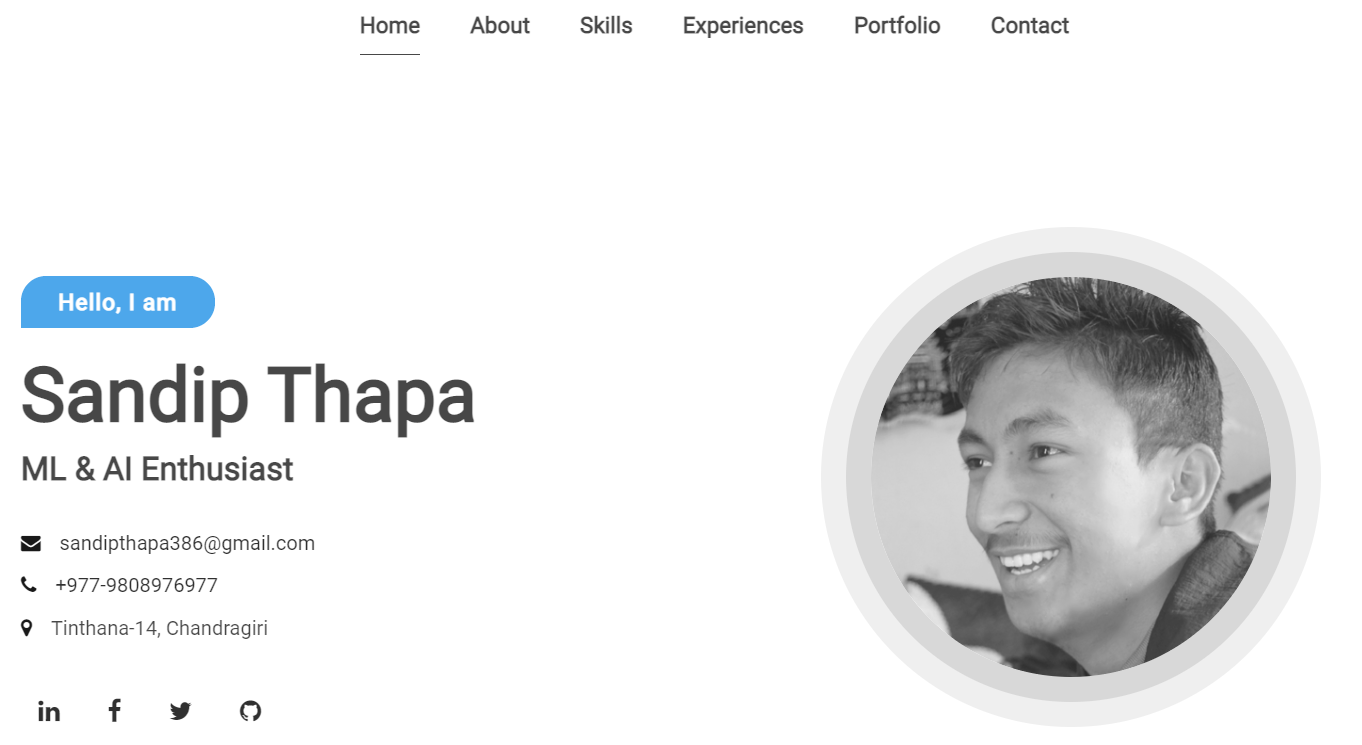 Home About Skills Experiences Portfolio Contact
Hello, I am
Sandip Thapa
ML & AI Enthusiast
sandipthapa386@gmail.com
+977-9808976977
Tinthana-14, Chandragiri